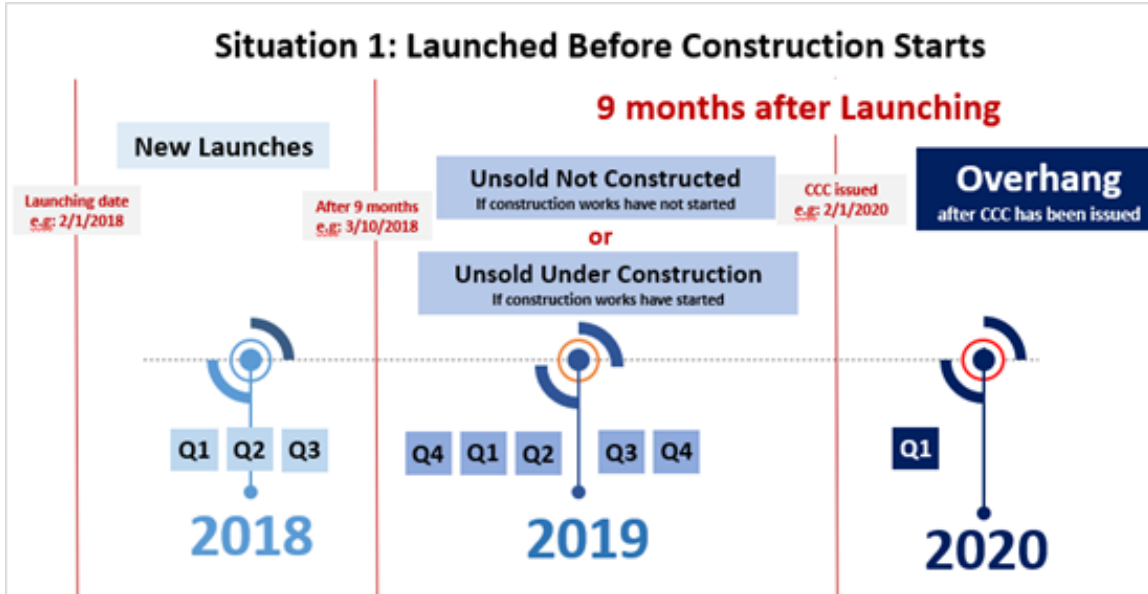 Situation 1: Launched Before Construction Starts
9 months after Launching
New Launches
Launching date
e.g: 2/1/2018
After 9 months
e.g: 3/10/2018
Unsold Not Constructed
If construction works have not started
or
Unsold Under Construction
If construction works have started
CCC issued
e.g: 2/1/2020
Overhang
after CCC has been issued
Q1 Q2 Q3
Q4 Q1 Q2 Q3 Q4
Q1
2018
2019
2020